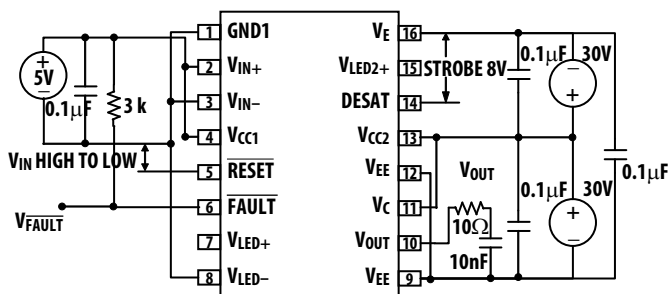 1 GND1
2 VIN+
3 VIN–
4 VCC1
5 RESET
6 FAULT
7 VLED+
8 VLED–
VE 16
VLED2+ 15
DESAT 14
VCC2 13
VEE 12
VC 11
VOUT 10
VEE 9
+
5V
–
0.1µF
3 k
VIN HIGH TO LOW
VFAULT
STROBE 8V
0.1µF
30V
–
+
VOUT
10Ω
10nF
0.1µF
30V
+
–
0.1µF